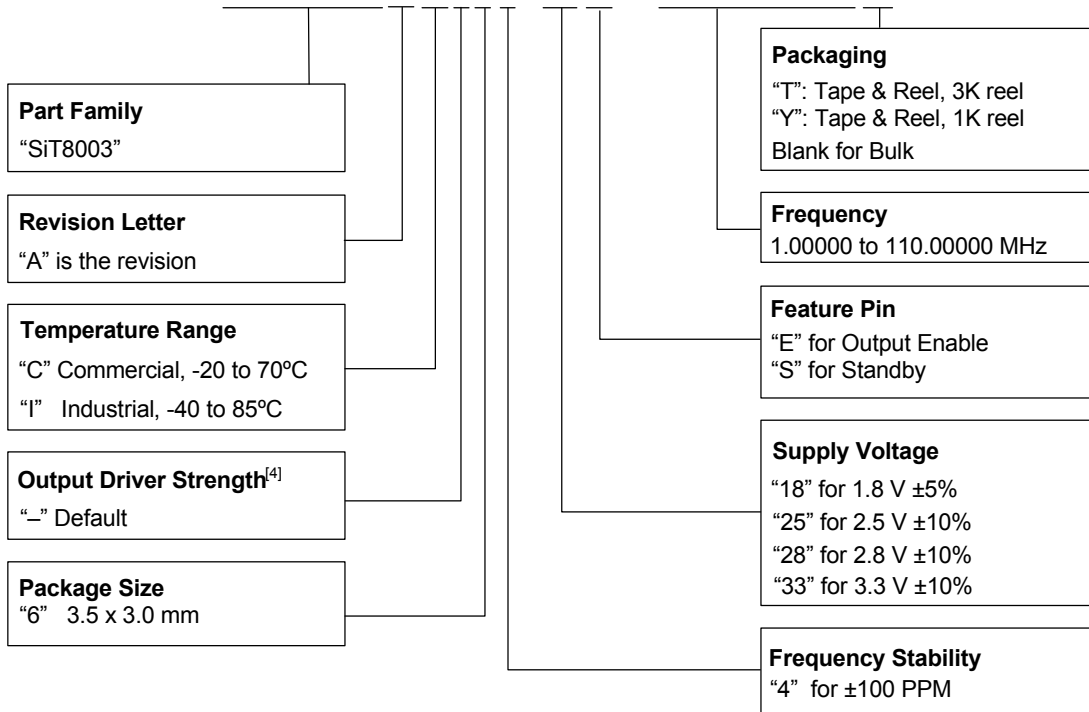 Part Family
“SiT8003”
Revision Letter
“A” is the revision
Temperature Range
“C” Commercial, -20 to 70ºC
“I” Industrial, -40 to 85ºC
Output Driver Strength[4]
“–” Default
Package Size
“6” 3.5 x 3.0 mm
Packaging
“T”: Tape & Reel, 3K reel
“Y”: Tape & Reel, 1K reel
Blank for Bulk
Frequency
1.00000 to 110.00000 MHz
Feature Pin
“E” for Output Enable
“S” for Standby
Supply Voltage
“18” for 1.8 V ±5%
“25” for 2.5 V ±10%
“28” for 2.8 V ±10%
“33” for 3.3 V ±10%
Frequency Stability
“4” for ±100 PPM